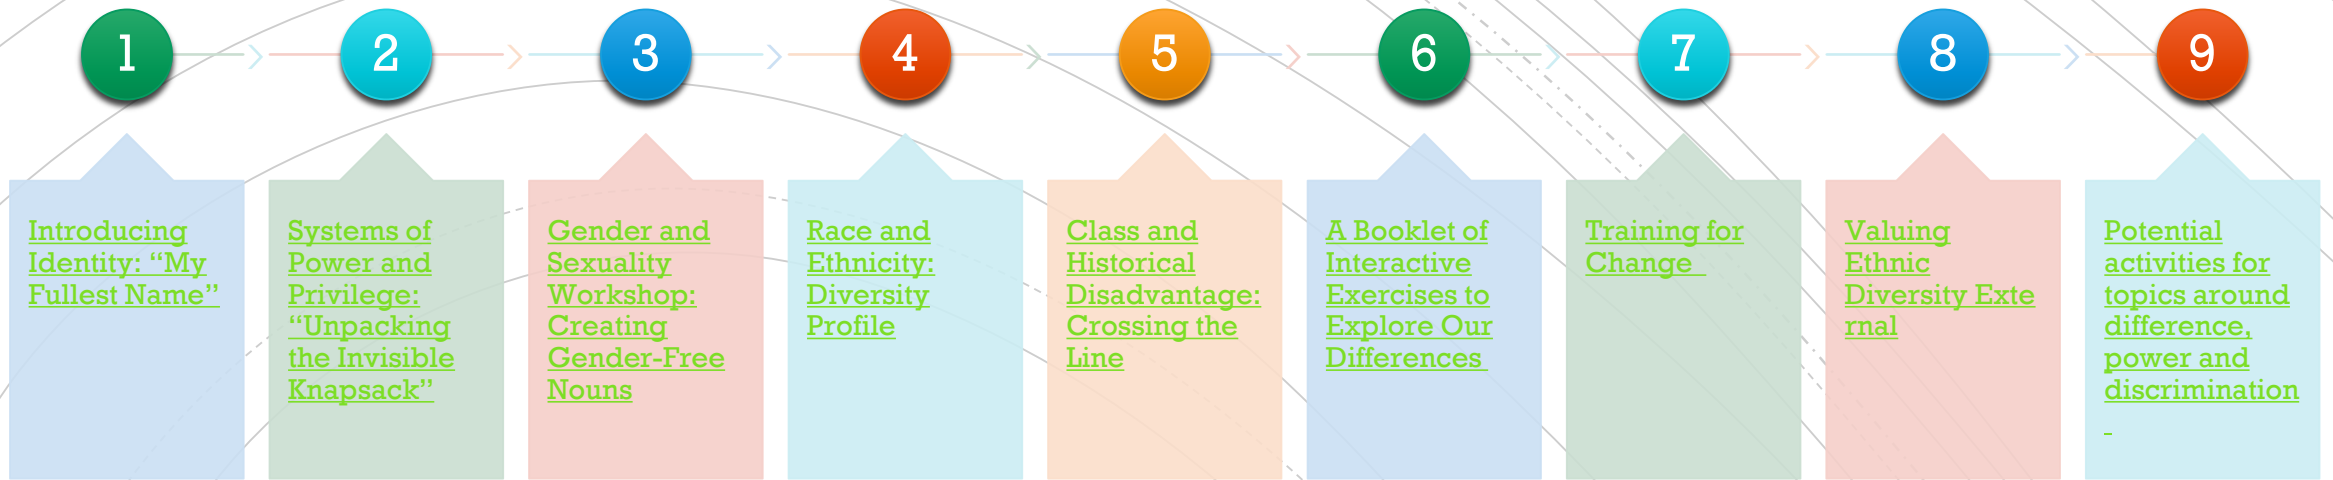 1
2
3
4
5
6
7
8
9
Introducing
Identity: “My
Fullest Name”
Systems of
Power and
Privilege:
“Unpacking
the Invisible
Knapsack”
Gender and
Sexuality
Workshop:
Creating
Gender-Free
Nouns
Race and
Ethnicity:
Diversity
Profile
Class and
Historical
Disadvantage:
Crossing the
Line
A Booklet of
Interactive
Exercises to
Explore Our
Differences
Training for
Change
Valuing
Ethnic
Diversity Exte
rnal
Potential
activities for
topics around
difference,
power and
discrimination